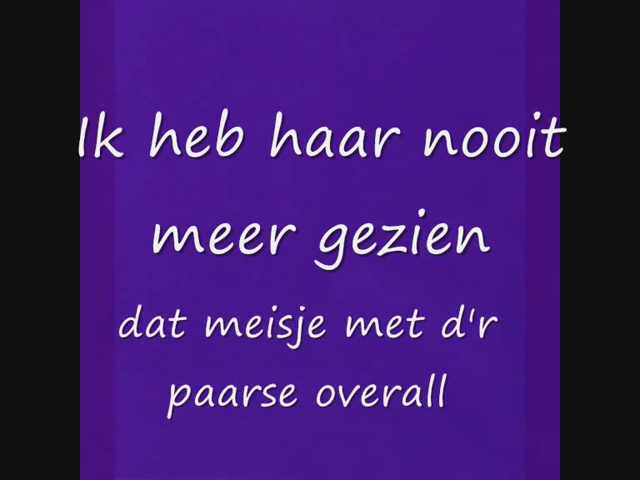 Ik heb haar nooit
meer gezien
dat meisje met d'r
paarse overall